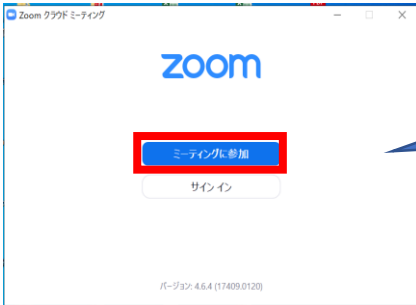 Zoom クラウド ミーティング
zoom
ミーティングに参加
サインイン
バージョン: 4.6.4 (17409.0120)